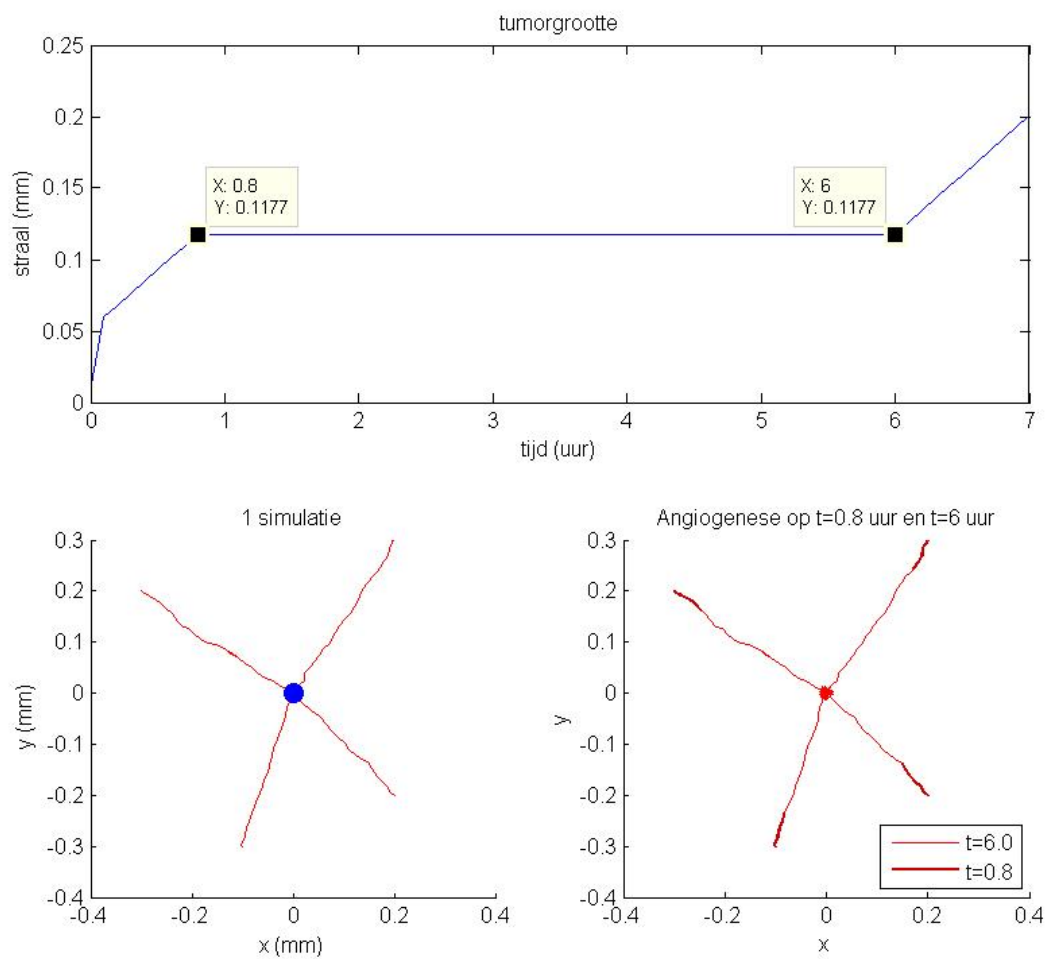 tumorgrootte
0.25
0.2
0.15
0.1
0.05
0
straal (mm)
X: 0.8
Y: 0.1177
X: 6
Y: 0.1177
0 1 2 3 4 5 6 7
tijd (uur)
1 simulatie
0.3
0.2
0.1
0
-0.1
-0.2
-0.3
-0.4
y (mm)
-0.4 -0.2 0 0.2 0.4
x (mm)
Angiogenese op t=0.8 uur en t=6 uur
0.3
0.2
0.1
0
-0.1
-0.2
-0.3
-0.4
y
t=6.0
t=0.8
-0.4 -0.2 0 0.2 0.4
x